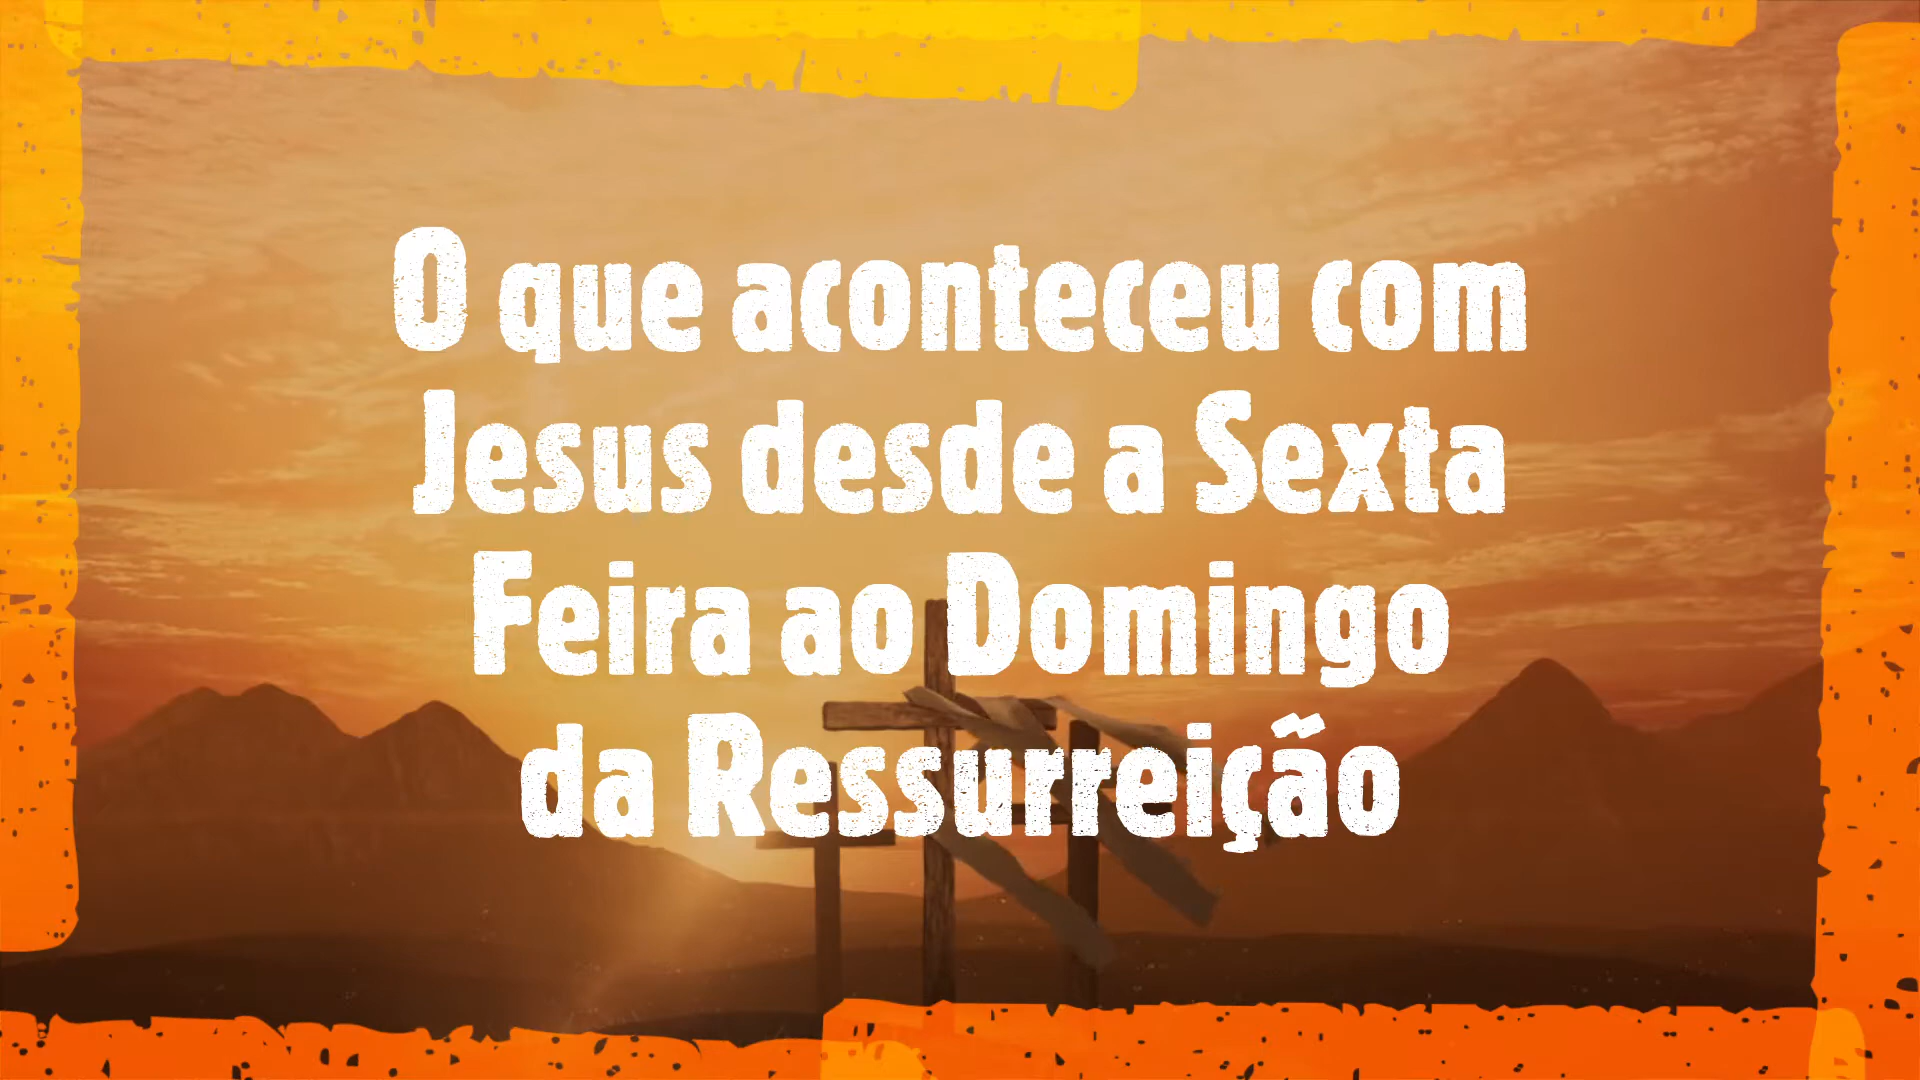 O que aconteceu com
Jesus desde a Sexta
Feira ao Domingo
da Ressurreição